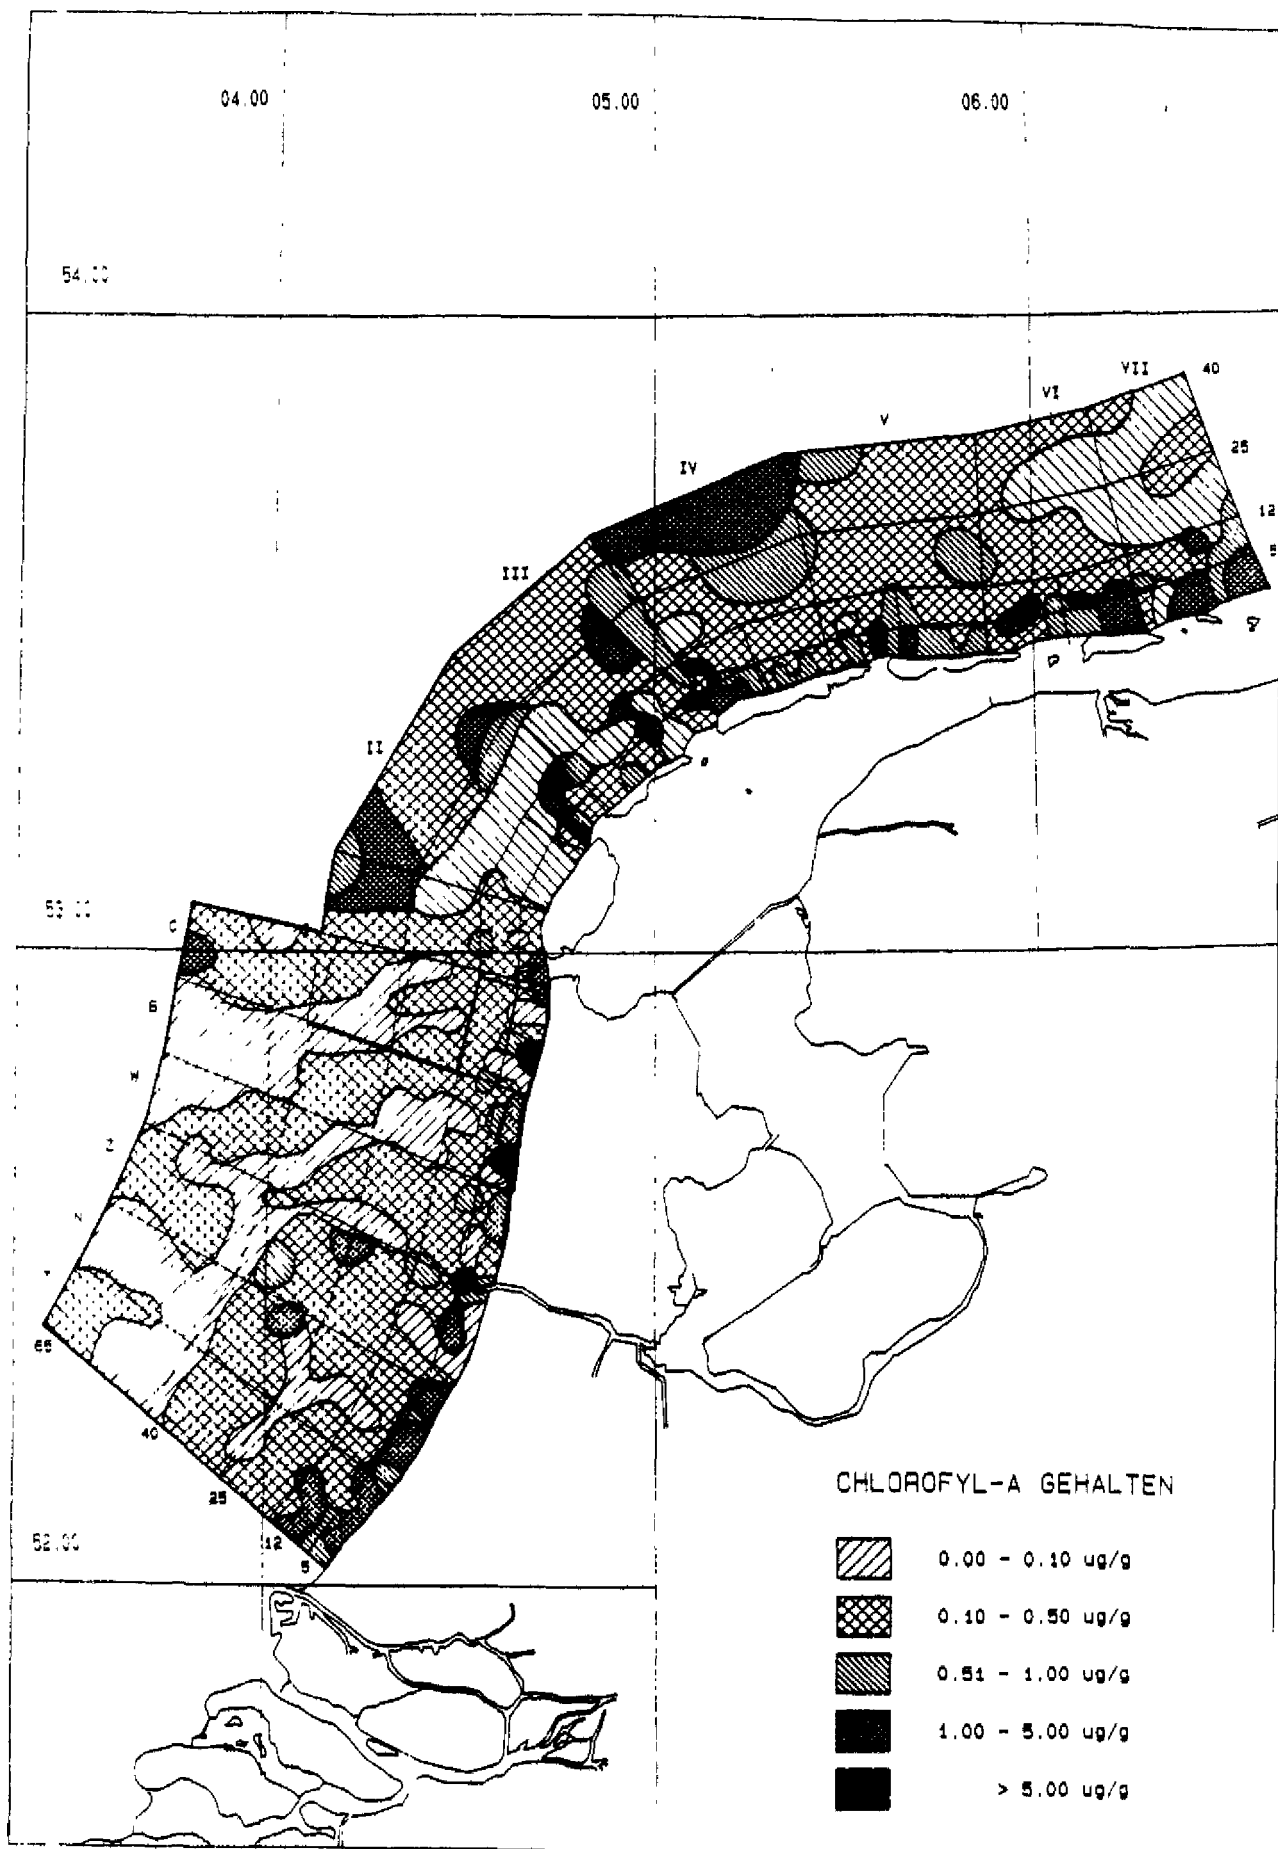 04.00 05.00 06.00
54.00
VII 40
VI
V
25
IV
12
III
II
53.00
G
6
W
Z
N
65
40
25
12
5
52.00
CHLOROFYL-A GEHALTEN
0.00 - 0.10 ug/g
0.10 - 0.50 ug/g
0.51 - 1.00 ug/g
1.00 - 5.00 ug/g
> 5.00 ug/g